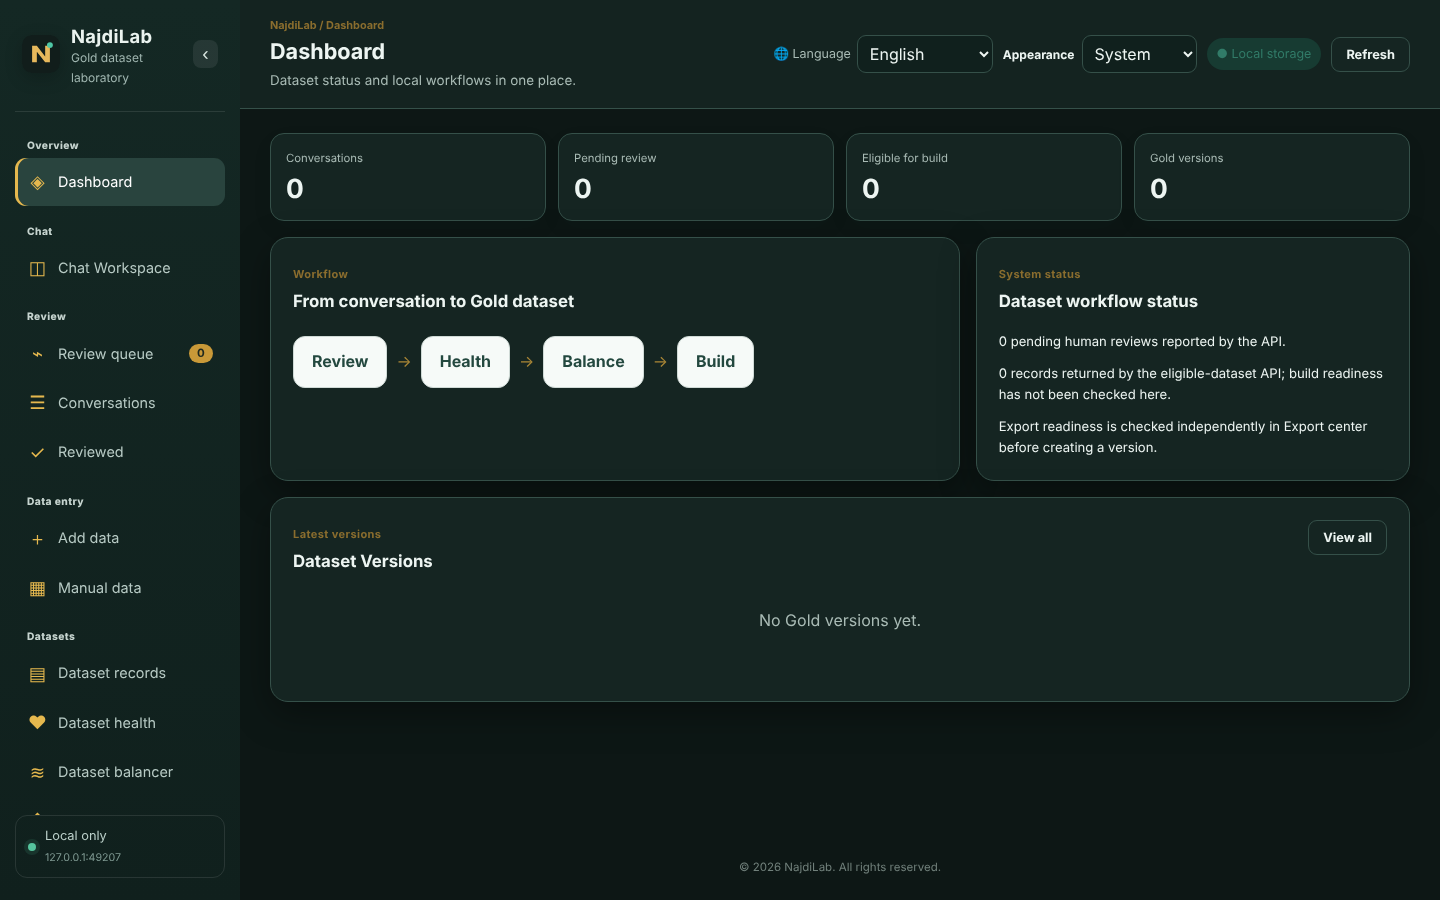 NajdiLab
Gold dataset
laboratory
Overview
Dashboard
Chat
Chat Workspace
Review
Review queue 0
Conversations
Reviewed
Data entry
Add data
Manual data
Datasets
Dataset records
Dataset health
Dataset balancer
Local only
127.0.0.1:49207
NajdiLab / Dashboard
Dashboard
Dataset status and local workflows in one place.
Language English Appearance System Local storage Refresh
Conversations
0
Pending review
0
Eligible for build
0
Gold versions
0
Workflow
From conversation to Gold dataset
Review → Health → Balance → Build
System status
Dataset workflow status
0 pending human reviews reported by the API.
0 records returned by the eligible-dataset API; build readiness
has not been checked here.
Export readiness is checked independently in Export center
before creating a version.
Latest versions
Dataset Versions
View all
No Gold versions yet.
© 2026 NajdiLab. All rights reserved.